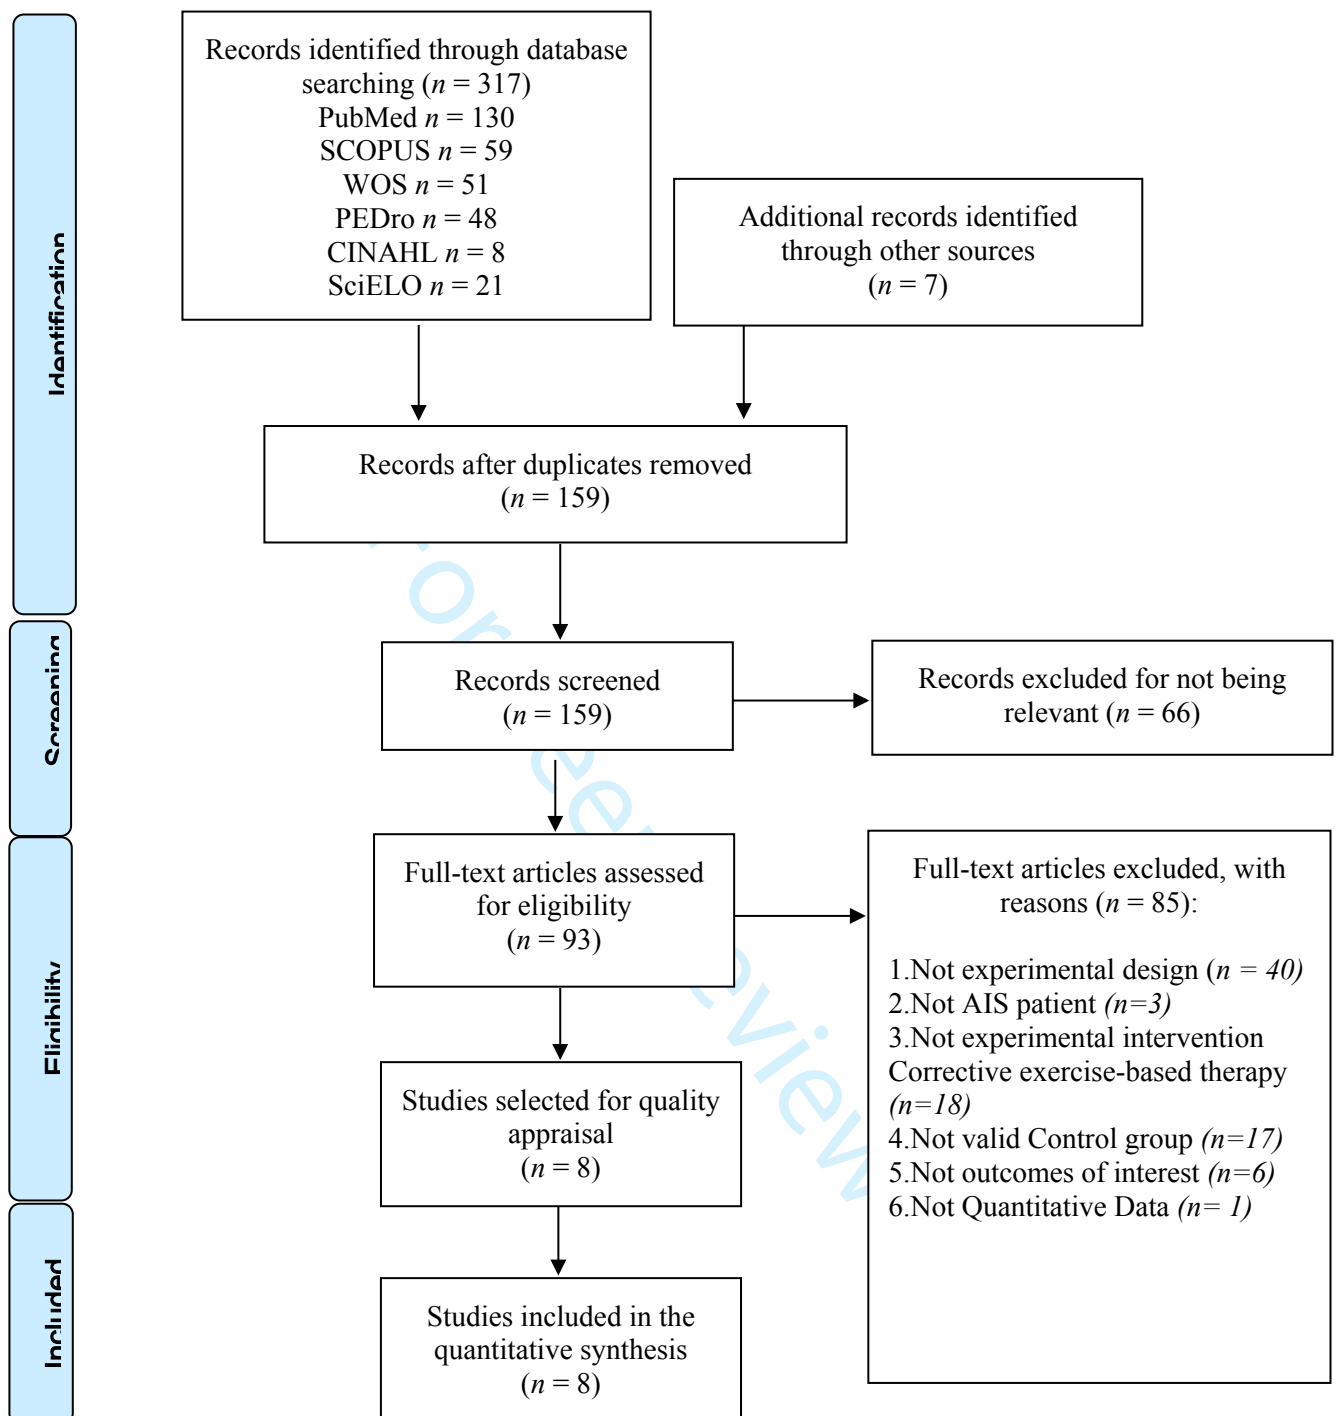 Identification
Records identified through database
searching (n = 317)
PubMed n = 130
SCOPUS n = 59
WOS n = 51
PEDro n = 48
CINAHL n = 8
SciELO n = 21
Additional records identified
through other sources
(n = 7)
Records after duplicates removed
(n = 159)
Screening
Records screened
(n = 159)
Records excluded for not being
relevant (n = 66)
Eligibility
Full-text articles assessed
for eligibility
(n = 93)
Full-text articles excluded, with
reasons (n = 85):
1.Not experimental design (n = 40)
2.Not AIS patient (n=3)
3.Not experimental intervention
Corrective exercise-based therapy
(n=18)
4.Not valid Control group (n=17)
5.Not outcomes of interest (n=6)
6.Not Quantitative Data (n= 1)
Studies selected for quality
appraisal
(n = 8)
Included
Studies included in the
quantitative synthesis
(n = 8)